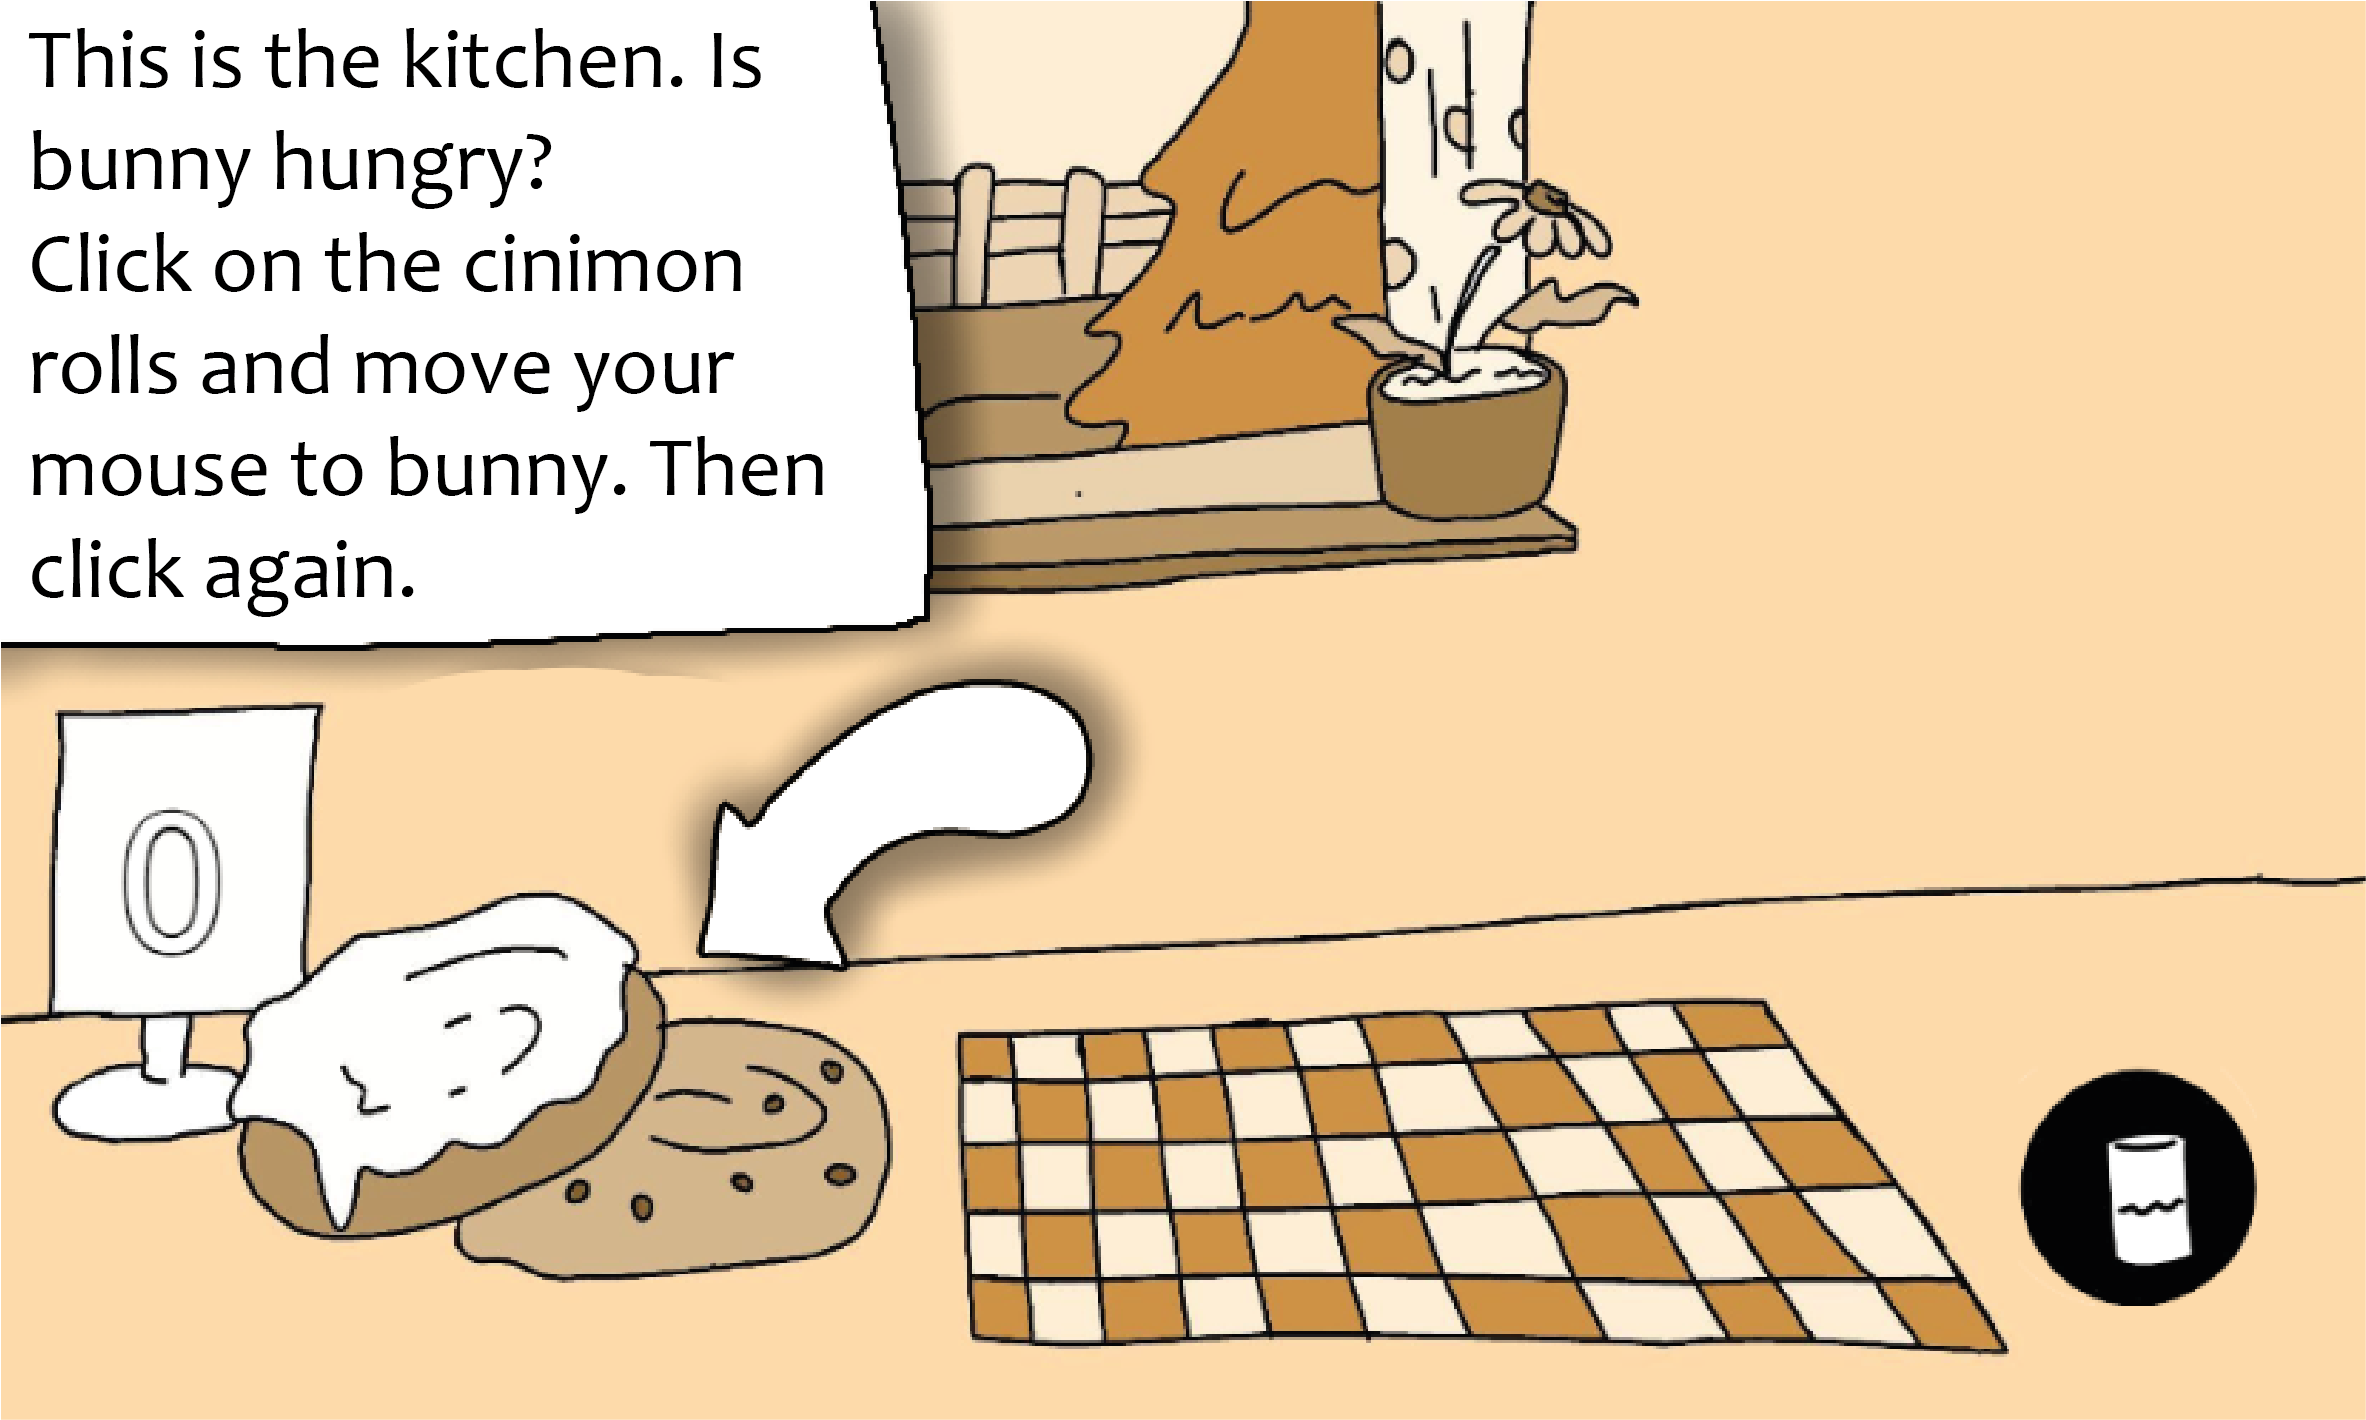 This is the kitchen. Is
bunny hungry?
Click on the cinimon
rolls and move your
mouse to bunny. Then
click again.
0